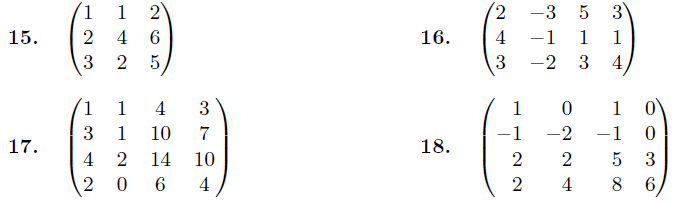 15. ( 1 1 2 ) 16. ( 2 −3 5 3 )
( 2 4 6 ) ( 4 −1 1 1 )
( 3 2 5 ) ( 3 −2 3 4 )
17. ( 1 1 4 3 ) 18. ( 1 0 1 0 )
( 3 1 10 7 ) ( −1 −2 −1 0 )
( 4 2 14 10 ) ( 2 2 5 3 )
( 2 0 6 4 ) ( 2 4 8 6 )